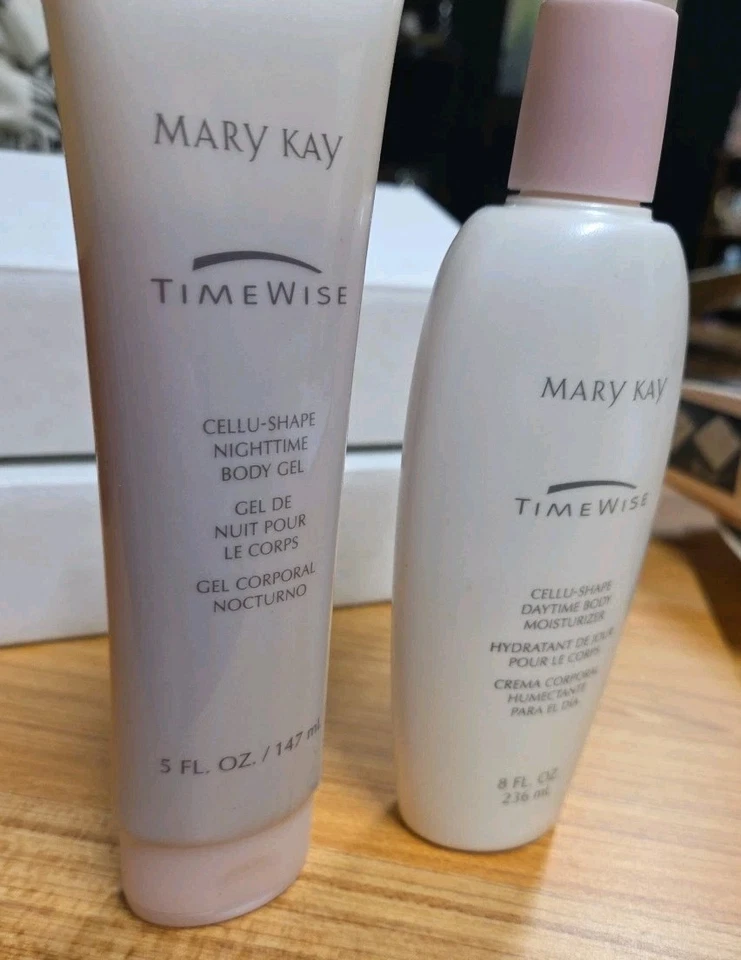 MARY KAY
TIMEWISE
CELLU-SHAPE
NIGHTTIME
BODY GEL
GEL DE
NUIT POUR
LE CORPS
GEL CORPORAL
NOCTURNO
5 FL. OZ. / 147 mL
MARY KAY
TIMEWISE
CELLU-SHAPE
DAYTIME BODY
MOISTURIZER
HYDRATANT DE JOUR
POUR LE CORPS
CREMA CORPORAL
HUMECTANTE
PARA EL DÍA
8 FL. OZ.
236 mL